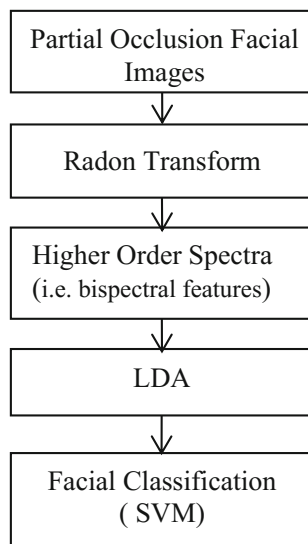 Partial Occlusion Facial
Images
Radon Transform
Higher Order Spectra
(i.e. bispectral features)
LDA
Facial Classification
( SVM)